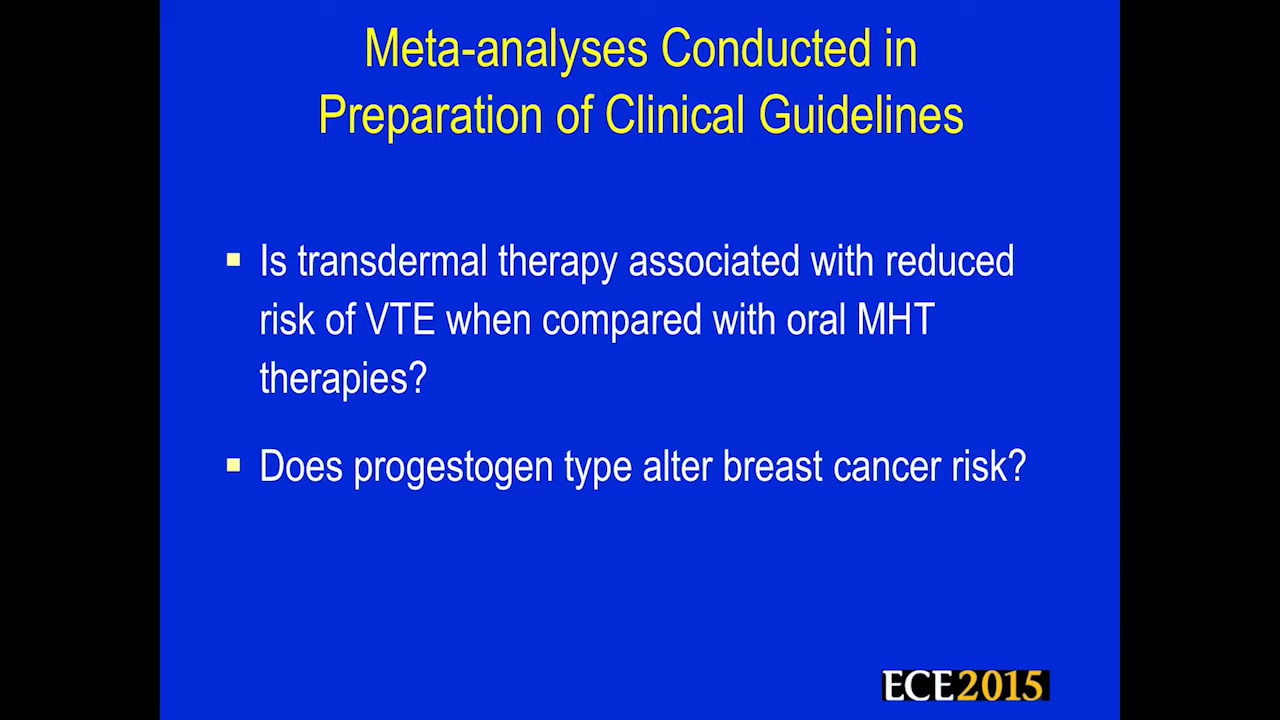 Meta-analyses Conducted in
Preparation of Clinical Guidelines
Is transdermal therapy associated with reduced
risk of VTE when compared with oral MHT
therapies?
Does progestogen type alter breast cancer risk?
ECE2015